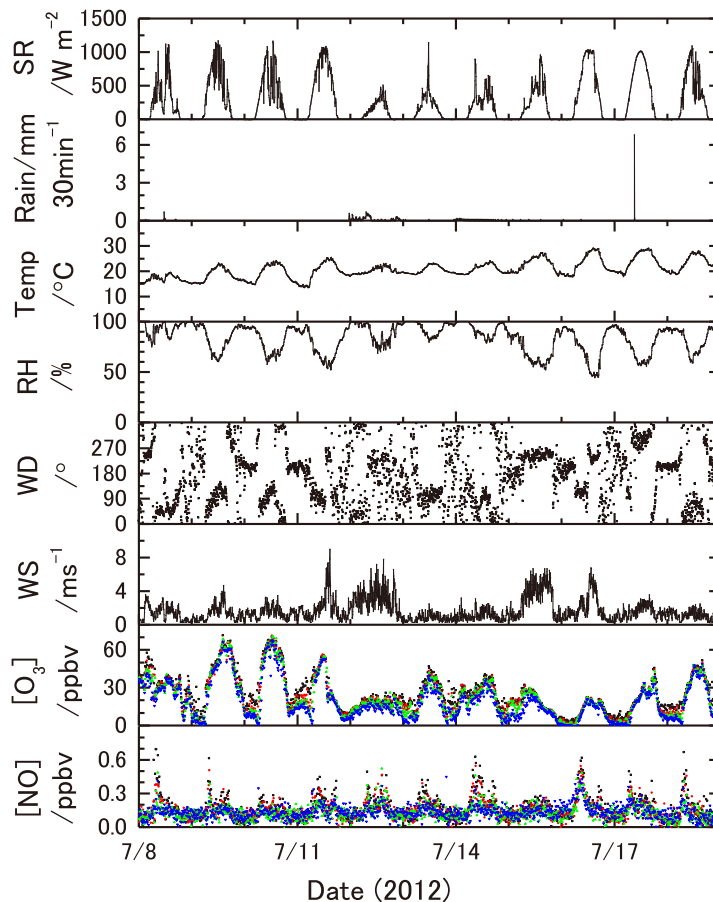 SR /W m⁻²
1500
1000
500
0
Rain/mm 30min⁻¹
6
3
0
Temp /°C
30
20
10
RH /%
100
50
0
WD /°
270
180
90
0
WS /ms⁻¹
8
4
0
[O₃] /ppbv
60
30
0
[NO] /ppbv
0.6
0.3
0.0
7/8 7/11 7/14 7/17
Date (2012)